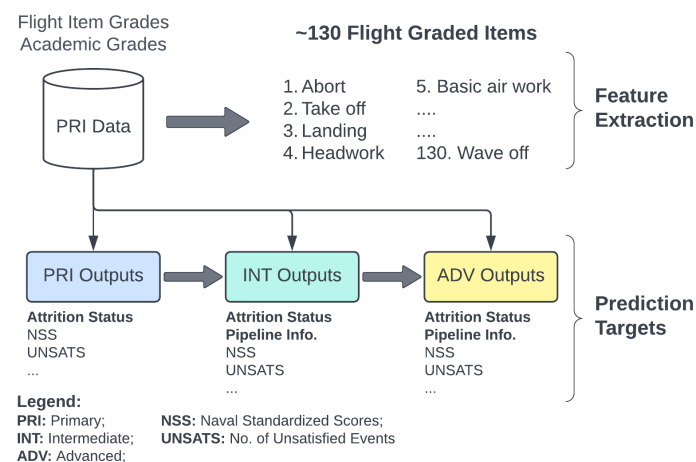 Flight Item Grades
Academic Grades
PRI Data
~130 Flight Graded Items
1. Abort
2. Take off
3. Landing
4. Headwork
5. Basic air work
....
....
130. Wave off
Feature
Extraction
PRI Outputs
INT Outputs
ADV Outputs
Attrition Status
NSS
UNSATS
...
Attrition Status
Pipeline Info.
NSS
UNSATS
...
Attrition Status
Pipeline Info.
NSS
UNSATS
...
Prediction
Targets
Legend:
PRI: Primary;
INT: Intermediate;
ADV: Advanced;
NSS: Naval Standardized Scores;
UNSATS: No. of Unsatisfied Events